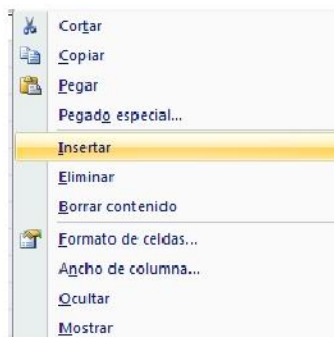 Cortar
Copiar
Pegar
Pegado especial...
Insertar
Eliminar
Borrar contenido
Formato de celdas...
Ancho de columna...
Ocultar
Mostrar